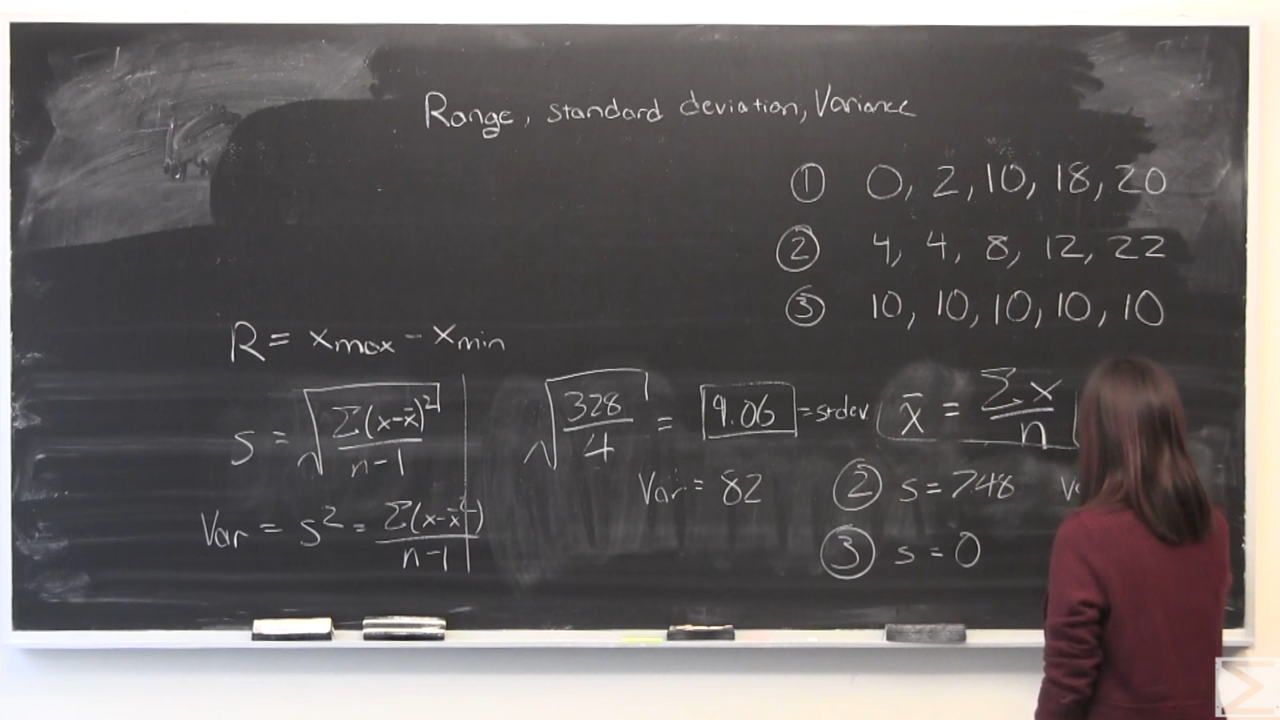 Range, standard deviation, Variance
① 0, 2, 10, 18, 20
② 4, 4, 8, 12, 22
③ 10, 10, 10, 10, 10
R = x_max - x_min
s = √(Σ(x-x̄)²/(n-1))
√(328/4) = 9.06 = stdev
x̄ = Σx/n
Var = 82
② s = 7.48
Var = s² = Σ(x-x̄²)/(n-1)
③ s = 0
Σ